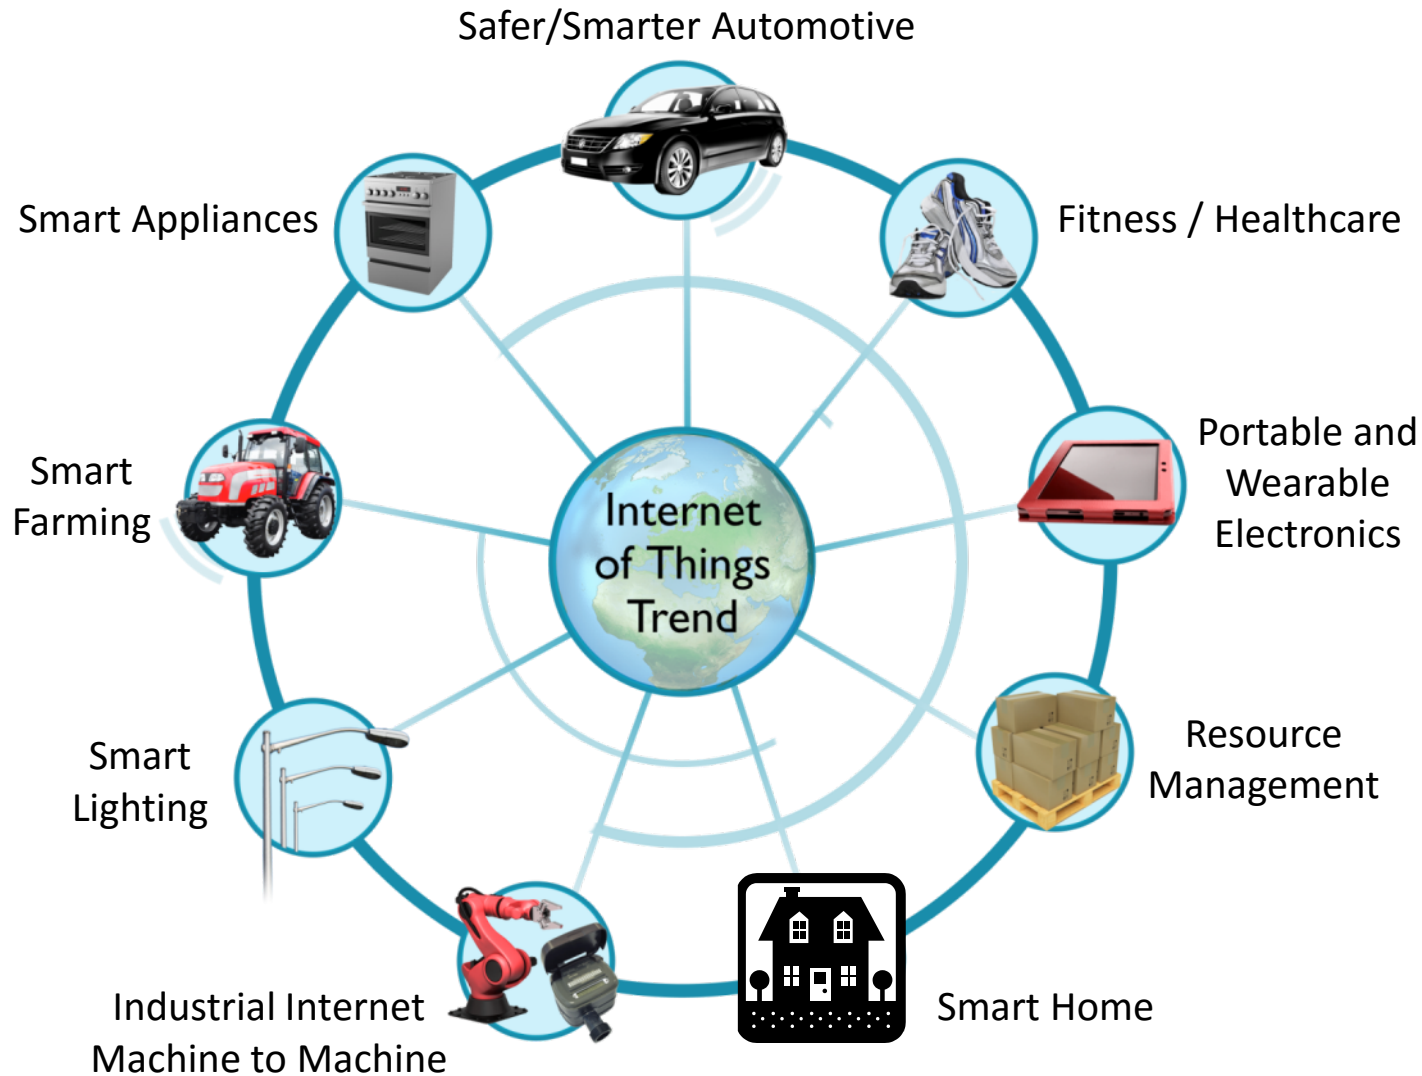 Safer/Smarter Automotive
Smart Appliances
Fitness / Healthcare
Portable and
Wearable
Electronics
Smart
Farming
Internet
of Things
Trend
Resource
Management
Smart
Lighting
Industrial Internet
Machine to Machine
Smart Home